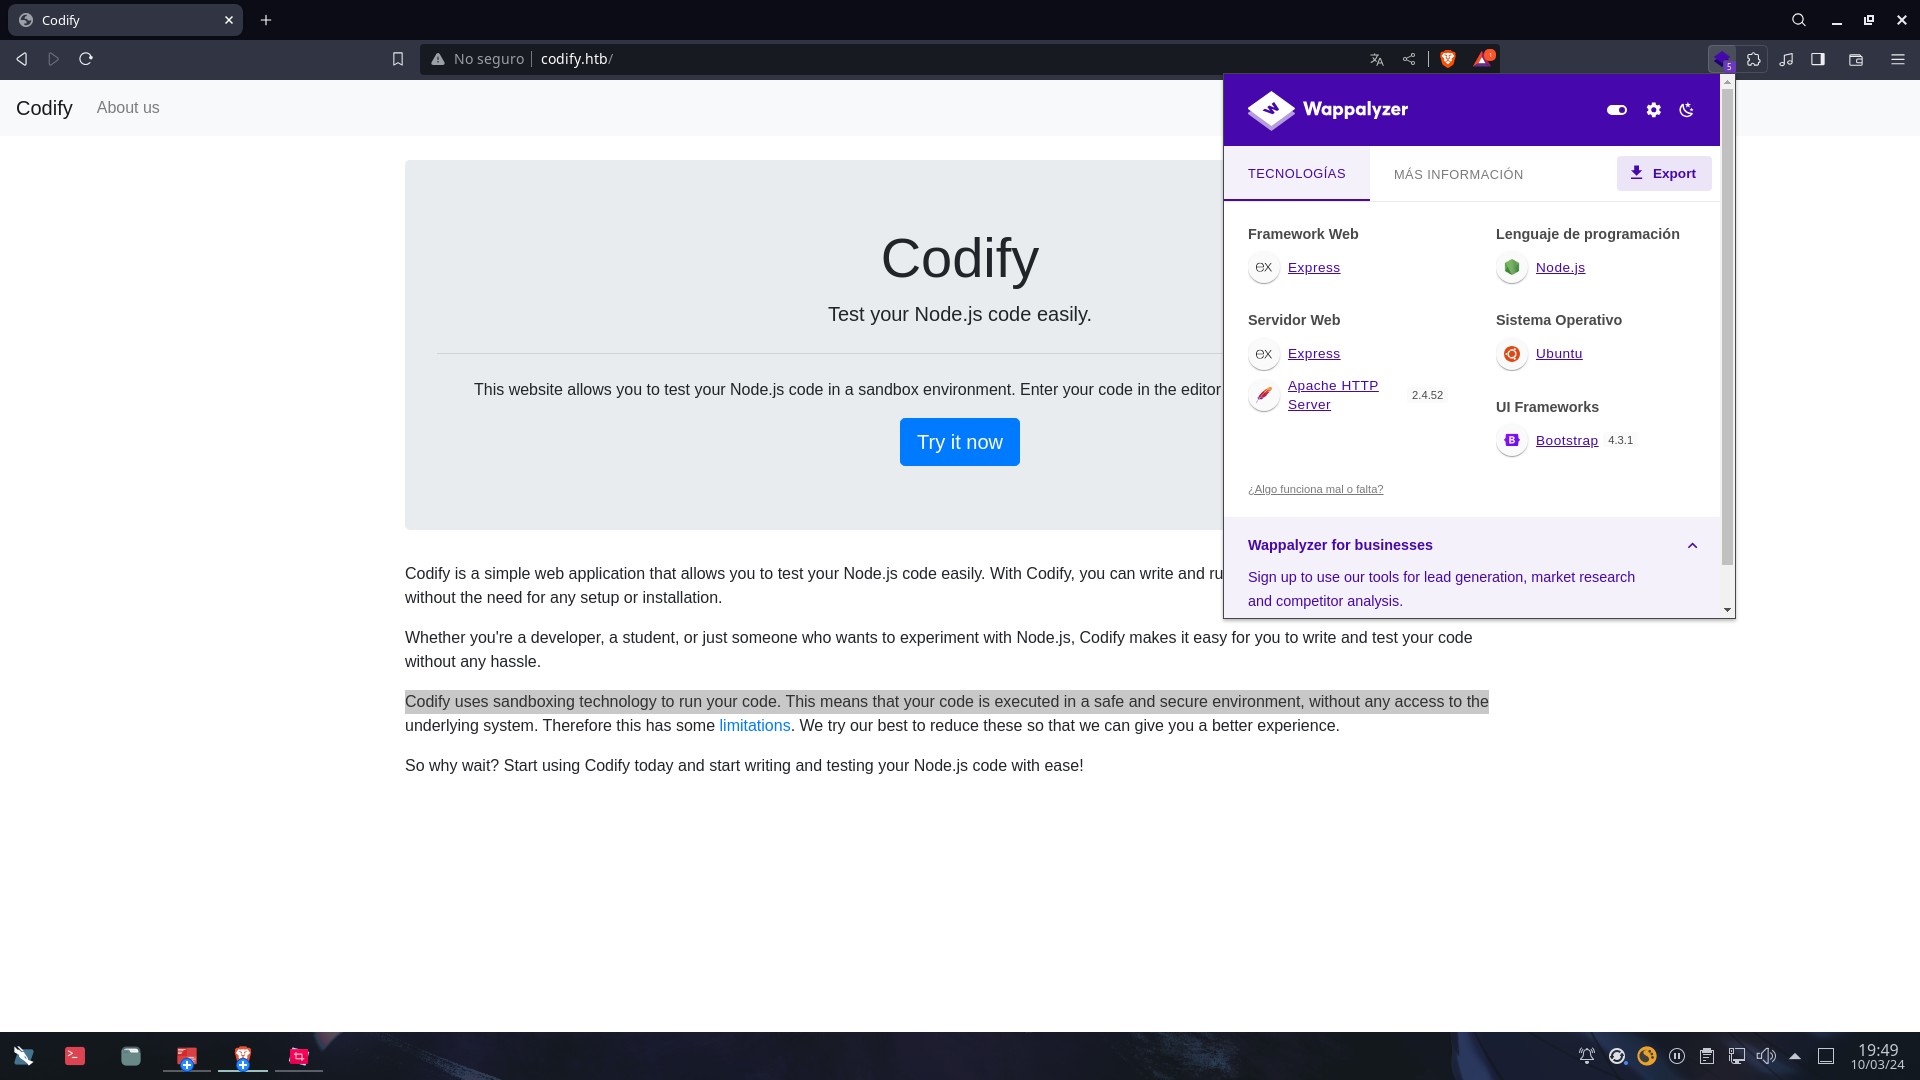 Codify
No seguro
codify.htb/
1
5
Codify
About us
Codify
Test your Node.js code easily.
This website allows you to test your Node.js code in a sandbox environment. Enter your code in the editor
Try it now
Codify is a simple web application that allows you to test your Node.js code easily. With Codify, you can write and ru
without the need for any setup or installation.
Whether you're a developer, a student, or just someone who wants to experiment with Node.js, Codify makes it easy for you to write and test your code
without any hassle.
Codify uses sandboxing technology to run your code. This means that your code is executed in a safe and secure environment, without any access to the
underlying system. Therefore this has some limitations. We try our best to reduce these so that we can give you a better experience.
So why wait? Start using Codify today and start writing and testing your Node.js code with ease!
Wappalyzer
TECNOLOGÍAS
MÁS INFORMACIÓN
Export
Framework Web
Express
Servidor Web
Express
Apache HTTP
Server
2.4.52
Lenguaje de programación
Node.js
Sistema Operativo
Ubuntu
UI Frameworks
Bootstrap 4.3.1
¿Algo funciona mal o falta?
Wappalyzer for businesses
Sign up to use our tools for lead generation, market research
and competitor analysis.
19:49
10/03/24